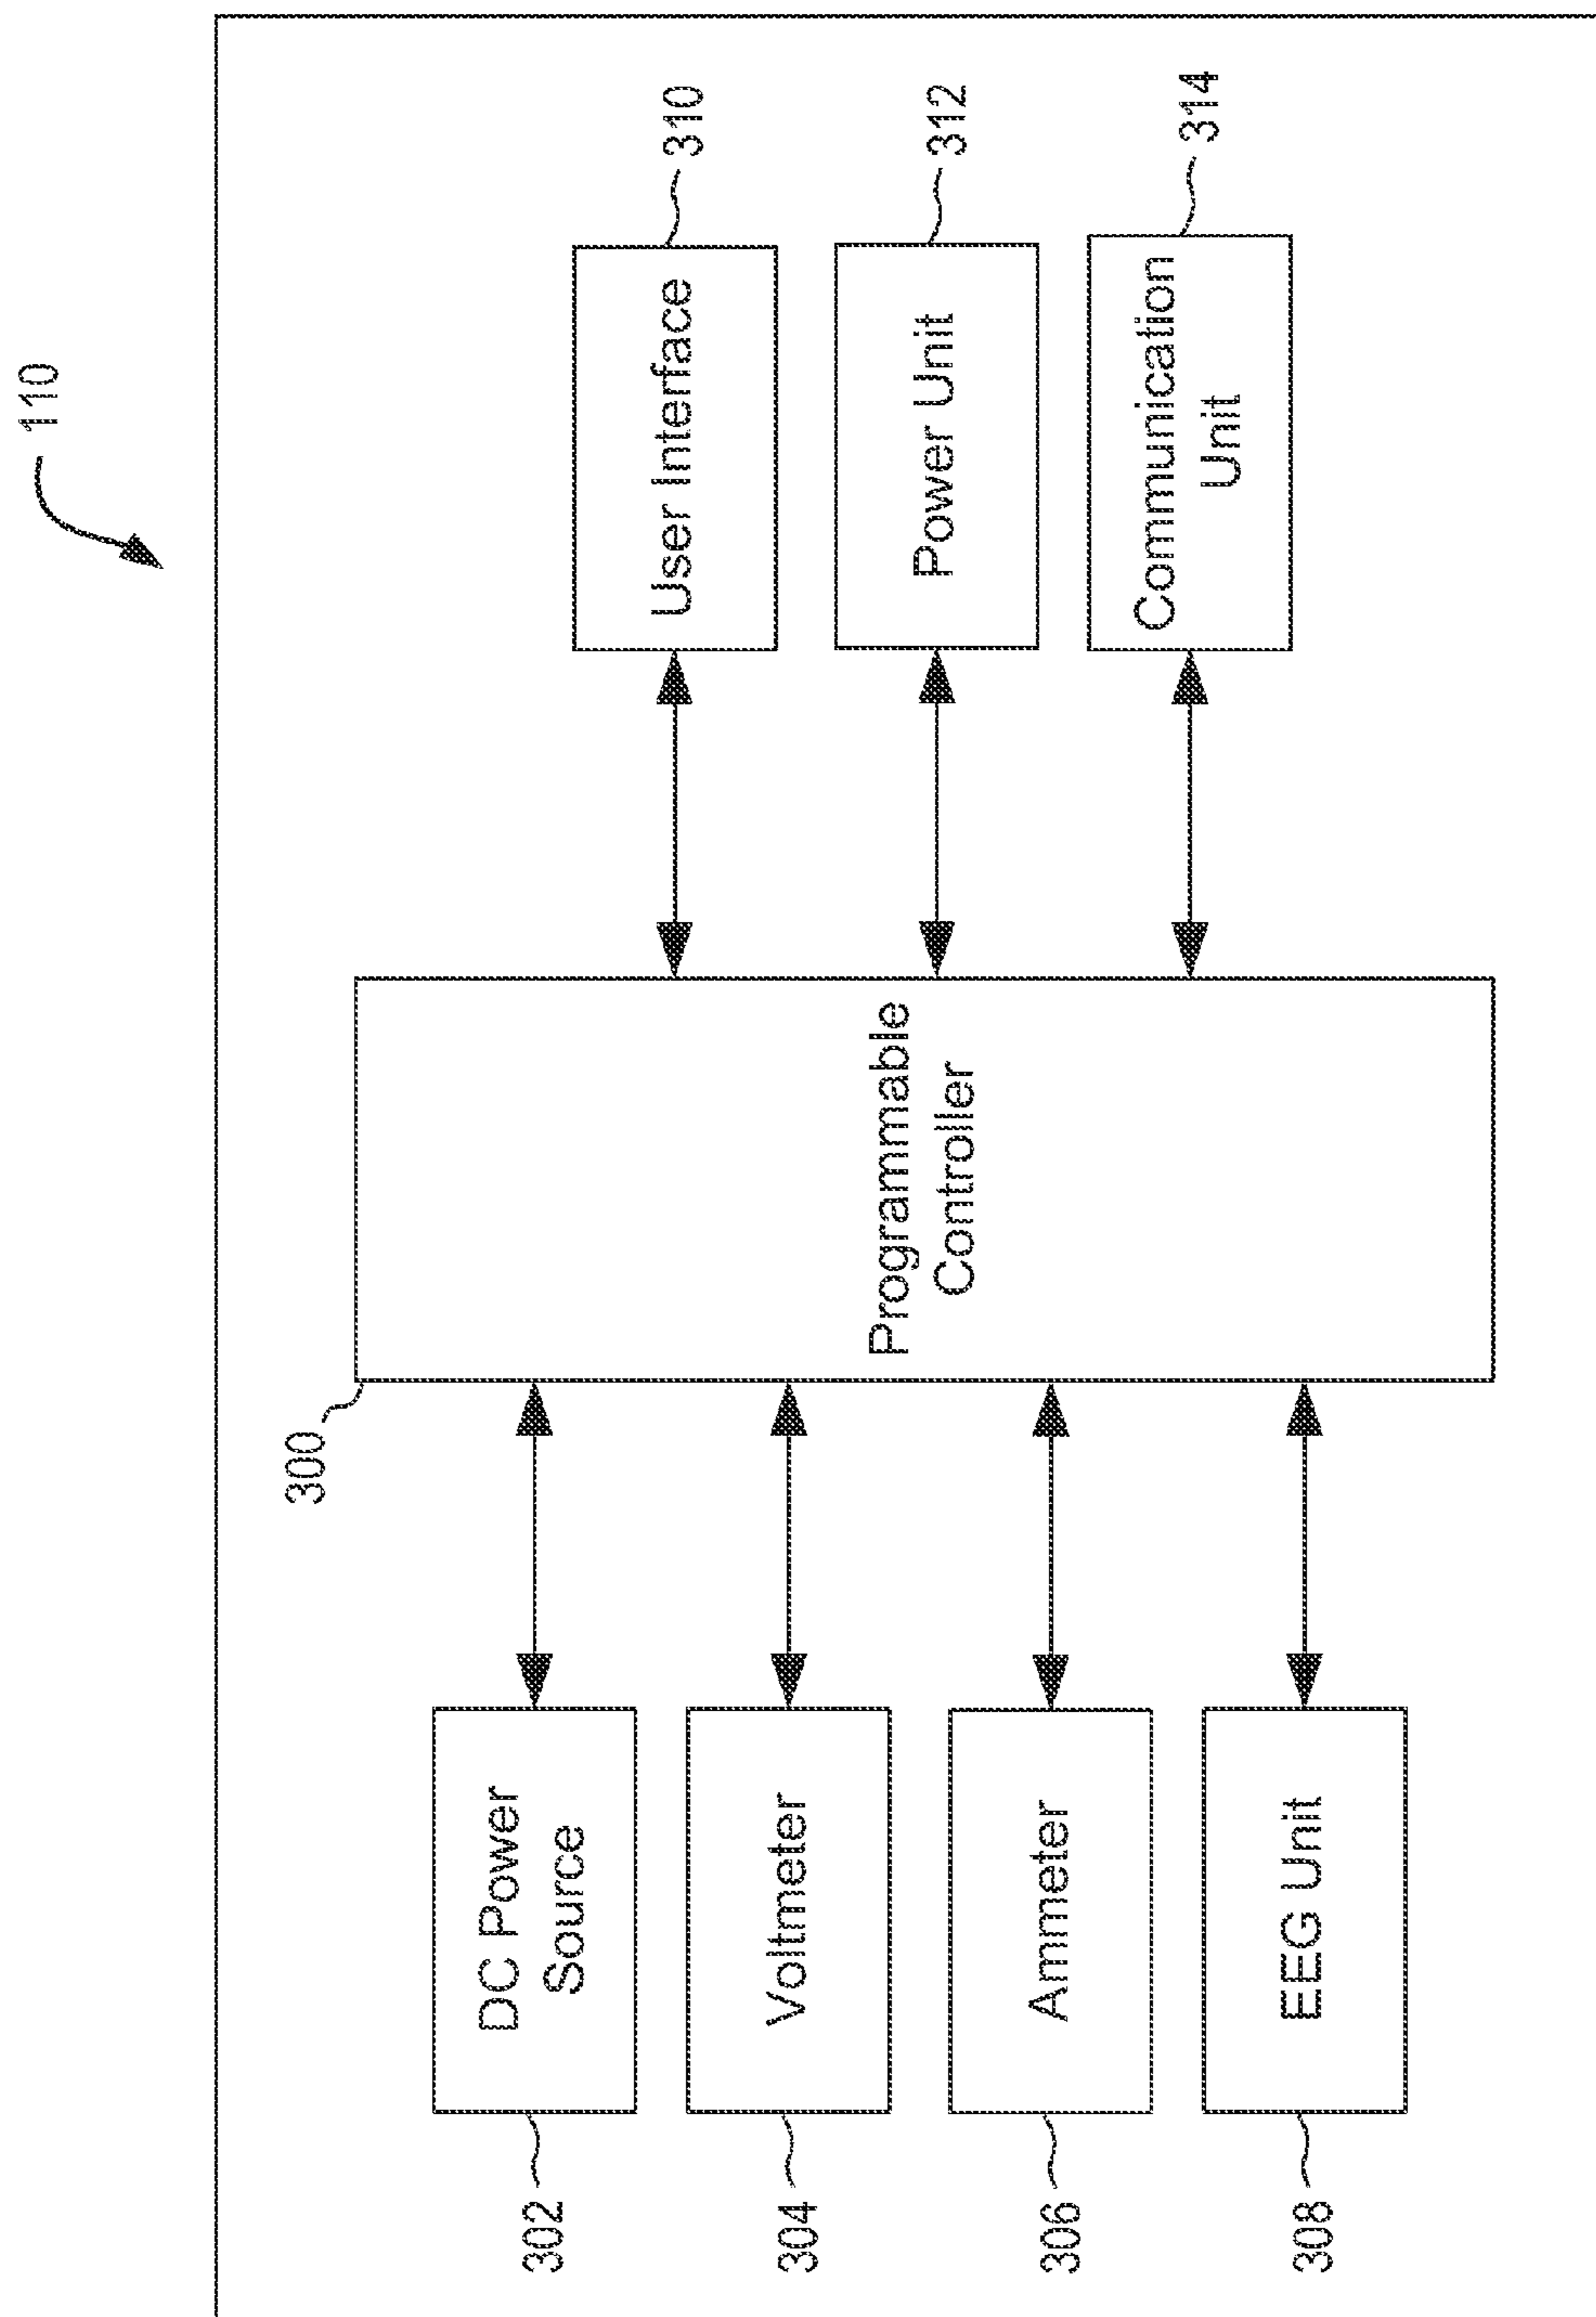 110
300
302
DC Power
Source
304
Voltmeter
306
Ammeter
308
EEG Unit
Programmable
Controller
User Interface
310
Power Unit
312
Communication
Unit
314